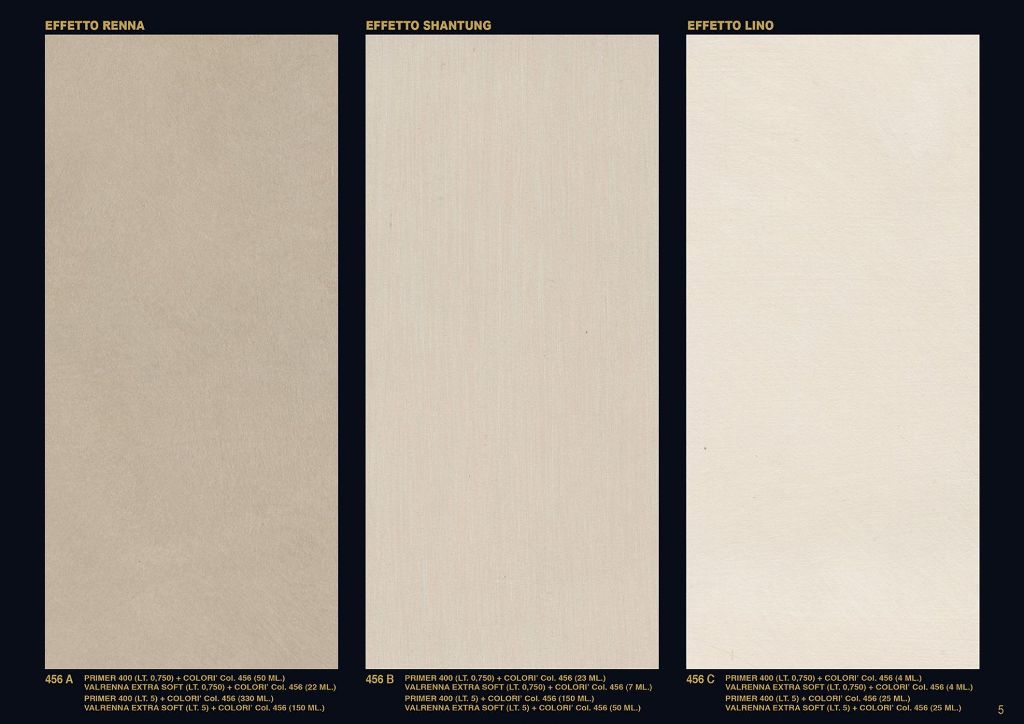 EFFETTO RENNA
EFFETTO SHANTUNG
EFFETTO LINO
456 A
PRIMER 400 (LT. 0,750) + COLORI' Col. 456 (50 ML.)
VALRENNA EXTRA SOFT (LT. 0,750) + COLORI' Col. 456 (22 ML.)
PRIMER 400 (LT. 5) + COLORI' Col. 456 (330 ML.)
VALRENNA EXTRA SOFT (LT. 5) + COLORI' Col. 456 (150 ML.)
456 B
PRIMER 400 (LT. 0,750) + COLORI' Col. 456 (23 ML.)
VALRENNA EXTRA SOFT (LT. 0,750) + COLORI' Col. 456 (7 ML.)
PRIMER 400 (LT. 5) + COLORI' Col. 456 (150 ML.)
VALRENNA EXTRA SOFT (LT. 5) + COLORI' Col. 456 (50 ML.)
456 C
PRIMER 400 (LT. 0,750) + COLORI' Col. 456 (4 ML.)
VALRENNA EXTRA SOFT (LT. 0,750) + COLORI' Col. 456 (4 ML.)
PRIMER 400 (LT. 5) + COLORI' Col. 456 (25 ML.)
VALRENNA EXTRA SOFT (LT. 5) + COLORI' Col. 456 (25 ML.)
5